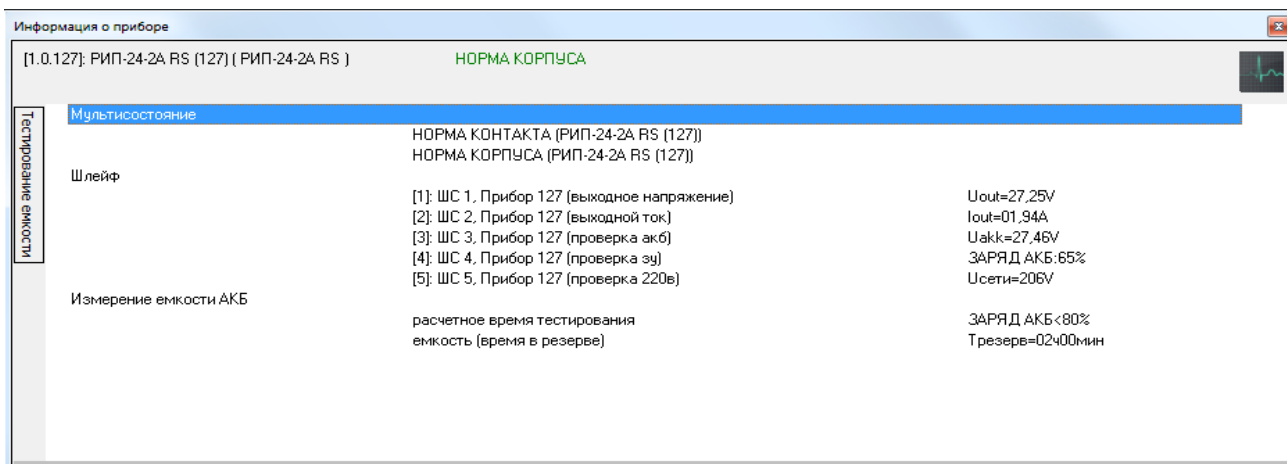 Информация о приборе
[1.0.127]: РИП-24-2А RS (127) ( РИП-24-2А RS ) НОРМА КОРПУСА
Тестирование емкости
Мультисостояние
НОРМА КОНТАКТА (РИП-24-2А RS (127))
НОРМА КОРПУСА (РИП-24-2А RS (127))
Шлейф
[1]: ШС 1, Прибор 127 (выходное напряжение) Uout=27,25V
[2]: ШС 2, Прибор 127 (выходной ток) Iout=01,94A
[3]: ШС 3, Прибор 127 (проверка акб) Uakk=27,46V
[4]: ШС 4, Прибор 127 (проверка зу) ЗАРЯД АКБ:65%
[5]: ШС 5, Прибор 127 (проверка 220в) Uсети=206V
Измерение емкости АКБ
расчетное время тестирования ЗАРЯД АКБ<80%
емкость (время в резерве) Трезерв=02ч00мин